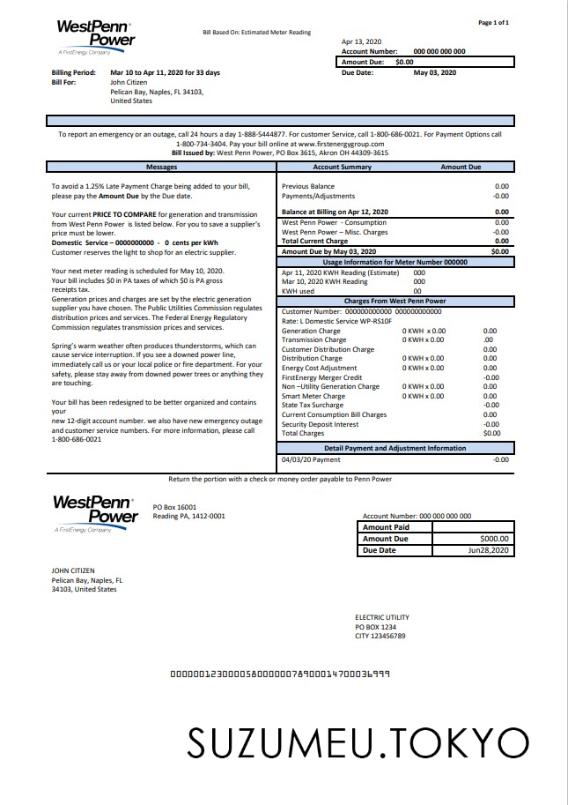 Page 1 of 1
WestPenn
Power
A FirstEnergy Company
Bill Based On: Estimated Meter Reading
Apr 13, 2020
Account Number: 000 000 000 000
Amount Due: $0.00
Billing Period: Mar 10 to Apr 11, 2020 for 33 days Due Date: May 03, 2020
Bill For: John Citizen
Pelican Bay, Naples, FL 34103,
United States
To report an emergency or an outage, call 24 hours a day 1-888-5444877. For customer Service, call 1-800-686-0021. For Payment Options call
1-800-734-3404. Pay your bill online at www.firstenergygroup.com
Bill Issued by: West Penn Power, PO Box 3615, Akron OH 44309-3615
Messages
To avoid a 1.25% Late Payment Charge being added to your bill,
please pay the Amount Due by the Due date.
Your current PRICE TO COMPARE for generation and transmission
from West Penn Power is listed below. For you to save a supplier's
price must be lower.
Domestic Service – 0000000000 - 0 cents per kWh
Customer reserves the light to shop for an electric supplier.
Your next meter reading is scheduled for May 10, 2020.
Your bill includes $0 in PA taxes of which $0 is PA gross
receipts tax.
Generation prices and charges are set by the electric generation
supplier you have chosen. The Public Utilities Commission regulates
distribution prices and services. The Federal Energy Regulatory
Commission regulates transmission prices and services.
Spring's warm weather often produces thunderstorms, which can
cause service interruption. If you see a downed power line,
immediately call us or your local police or fire department. For your
safety, please stay away from downed power trees or anything they
are touching.
Your bill has been redesigned to be better organized and contains
your
new 12-digit account number. we also have new emergency outage
and customer service numbers. For more information, please call
1-800-686-0021
Account Summary Amount Due
Previous Balance 0.00
Payments/Adjustments -0.00
Balance at Billing on Apr 12, 2020 0.00
West Penn Power - Consumption 0.00
West Penn Power – Misc. Charges -0.00
Total Current Charge 0.00
Amount Due by May 03, 2020 $0.00
Usage Information for Meter Number 000000
Apr 11, 2020 KWH Reading (Estimate) 000
Mar 10, 2020 KWH Reading 000
KWH used 00
Charges From West Penn Power
Customer Number: 00000000000 000000000000
Rate: L Domestic Service WP-RS10F
Generation Charge 0 KWH x 0.00 0.00
Transmission Charge 0 KWH x 0.00 .00
Customer Distribution Charge 0.00
Distribution Charge 0 KWH x 0.00 0.00
Energy Cost Adjustment 0 KWH x 0.00 0.00
FirstEnergy Merger Credit -0.00
Non –Utility Generation Charge 0 KWH x 0.00 0.00
Smart Meter Charge 0 KWH x 0.00 0.00
State Tax Surcharge -0.00
Current Consumption Bill Charges 0.00
Security Deposit Interest -0.00
Total Charges $0.00
Detail Payment and Adjustment Information
04/03/20 Payment -0.00
Return the portion with a check or money order payable to Penn Power
WestPenn
Power
A FirstEnergy Company
PO Box 16001
Reading PA, 1412-0001
Account Number: 000 000 000 000
Amount Paid
Amount Due $000.00
Due Date Jun28,2020
JOHN CITIZEN
Pelican Bay, Naples, FL
34103, United States
ELECTRIC UTILITY
PO BOX 1234
CITY 123456789
SUZUMEU.TOKYO